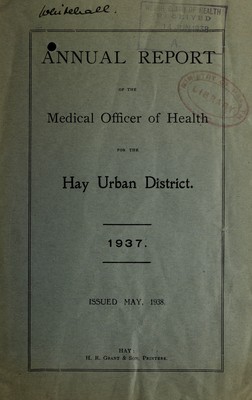 Whitehall.
ANNUAL REPORT
OF THE
Medical Officer of Health
FOR THE
Hay Urban District.
1937.
ISSUED MAY, 1938.
HAY:
H. R. GRANT & SON, PRINTERS.